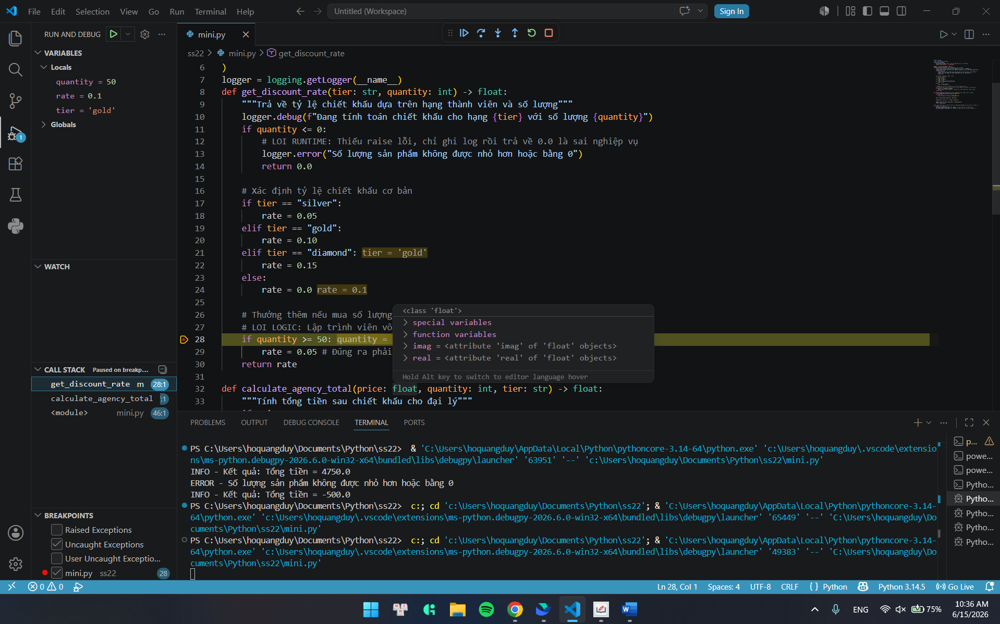 File Edit Selection View Go Run Terminal Help
Untitled (Workspace)
Sign In
RUN AND DEBUG
VARIABLES
Locals
quantity = 50
rate = 0.1
tier = 'gold'
Globals
WATCH
CALL STACK Paused on breakp...
get_discount_rate m 28:1
calculate_agency_total :1
<module> mini.py 46:1
BREAKPOINTS
Raised Exceptions
Uncaught Exceptions
User Uncaught Exceptio...
mini.py ss22 28
1
mini.py
ss22 > mini.py > get_discount_rate
6 )
7 logger = logging.getLogger(__name__)
8 def get_discount_rate(tier: str, quantity: int) -> float:
9 """Trả về tỷ lệ chiết khấu dựa trên hạng thành viên và số lượng"""
10 logger.debug(f"Đang tính toán chiết khấu cho hạng {tier} với số lượng {quantity}")
11 if quantity <= 0:
12 # LOI RUNTIME: Thiếu raise lỗi, chỉ ghi log rồi trả về 0.0 là sai nghiệp vụ
13 logger.error("Số lượng sản phẩm không được nhỏ hơn hoặc bằng 0")
14 return 0.0
15
16 # Xác định tỷ lệ chiết khấu cơ bản
17 if tier == "silver":
18 rate = 0.05
19 elif tier == "gold":
20 rate = 0.10
21 elif tier == "diamond": tier = 'gold'
22 rate = 0.15
23 else:
24 rate = 0.0 rate = 0.1
25
26 # Thưởng thêm nếu mua số lượng
27 # LOI LOGIC: Lập trình viên vô
28 if quantity >= 50: quantity =
29 rate = 0.05 # Đúng ra phải
30 return rate
31
32 def calculate_agency_total(price: float, quantity: int, tier: str) -> float:
33 """Tính tổng tiền sau chiết khấu cho đại lý"""
<class 'float'>
> special variables
> function variables
> imag = <attribute 'imag' of 'float' objects>
> real = <attribute 'real' of 'float' objects>
Hold Alt key to switch to editor language hover
PROBLEMS OUTPUT DEBUG CONSOLE TERMINAL PORTS
PS C:\Users\hoquangduy\Documents\Python\ss22> & 'C:\Users\hoquangduy\AppData\Local\Python\pythoncore-3.14-64\python.exe' 'c:\Users\hoquangduy\.vscode\extensio
ns\ms-python.debugpy-2026.6.0-win32-x64\bundled\libs\debugpy\launcher' '63951' '--' 'c:\Users\hoquangduy\Documents\Python\ss22\mini.py'
INFO - Kết quả: Tổng tiền = 4750.0
ERROR - Số lượng sản phẩm không được nhỏ hơn hoặc bằng 0
INFO - Kết quả: Tổng tiền = -500.0
PS C:\Users\hoquangduy\Documents\Python\ss22> c:; cd 'c:\Users\hoquangduy\Documents\Python\ss22'; & 'C:\Users\hoquangduy\AppData\Local\Python\pythoncore-3.14-
64\python.exe' 'c:\Users\hoquangduy\.vscode\extensions\ms-python.debugpy-2026.6.0-win32-x64\bundled\libs\debugpy\launcher' '65449' '--' 'C:\Users\hoquangduy\Do
cuments\Python\ss22\mini.py'
PS C:\Users\hoquangduy\Documents\Python\ss22> c:; cd 'c:\Users\hoquangduy\Documents\Python\ss22'; & 'C:\Users\hoquangduy\AppData\Local\Python\pythoncore-3.14-
64\python.exe' 'c:\Users\hoquangduy\.vscode\extensions\ms-python.debugpy-2026.6.0-win32-x64\bundled\libs\debugpy\launcher' '49383' '--' 'C:\Users\hoquangduy\Do
cuments\Python\ss22\mini.py'
p...
powe...
powe...
Pytho...
Pytho...
Pytho...
Pytho...
Pytho...
0 0
Ln 28, Col 1 Spaces: 4 UTF-8 CRLF { } Python Python 3.14.5 Go Live
ENG 75% 10:36 AM
6/15/2026